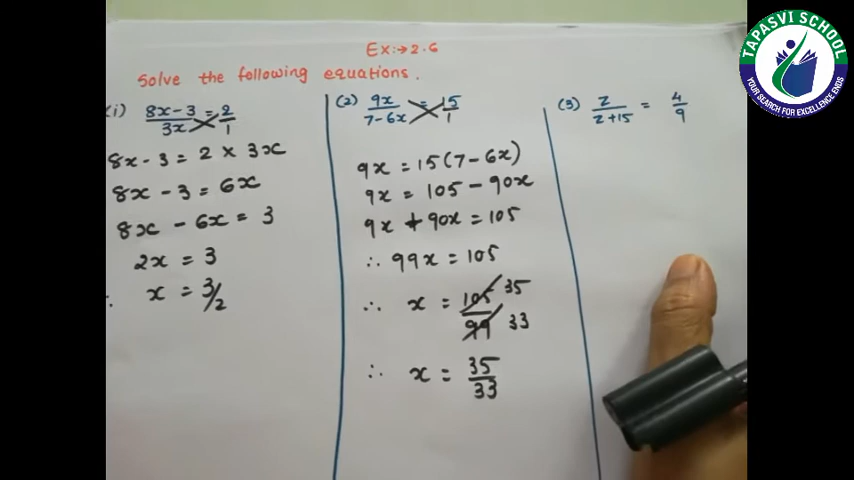 Ex:→2.6
Solve the following equations.
(i) 8x-3/3x = 2/1
8x-3 = 2 × 3x
8x-3 = 6x
8x - 6x = 3
2x = 3
x = 3/2
(2) 9x/7-6x = 15/1
9x = 15(7-6x)
9x = 105 - 90x
9x + 90x = 105
∴ 99x = 105
∴ x = 105/99 35/33
∴ x = 35/33
(3) z/z+15 = 4/9
TAPASVI SCHOOL
YOUR SEARCH FOR EXCELLENCE ENDS